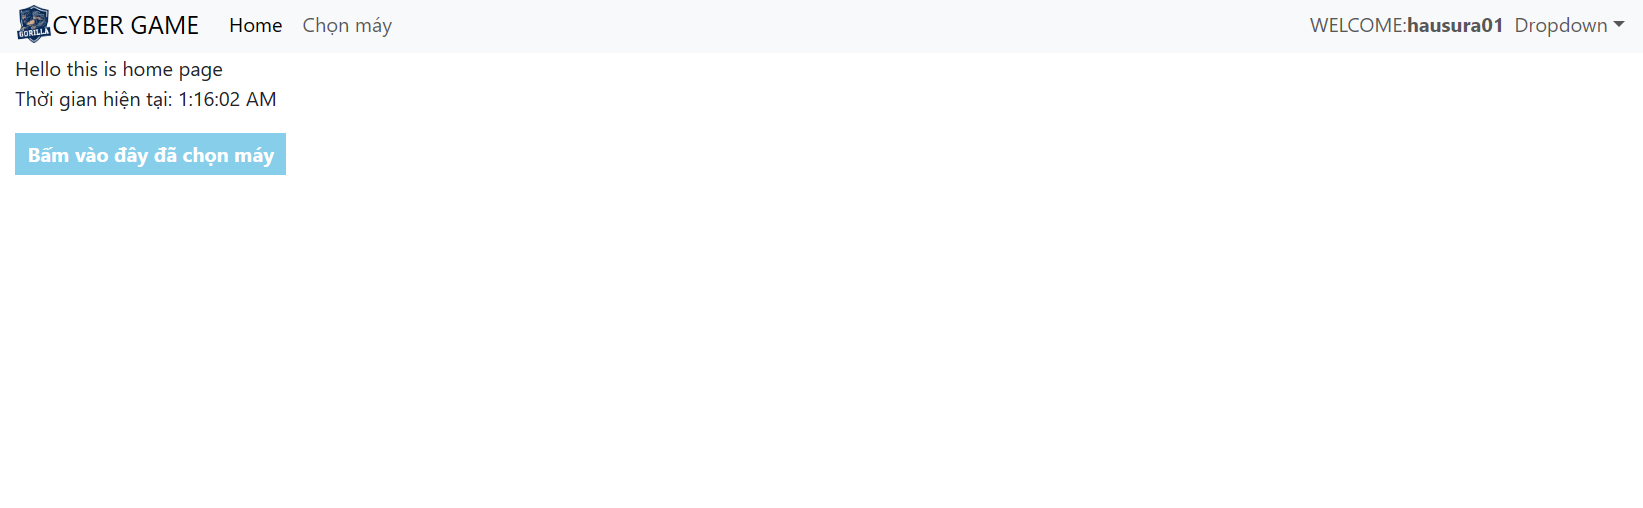 GORILLA
CYBER GAME Home Chọn máy WELCOME:hausura01 Dropdown
Hello this is home page
Thời gian hiện tại: 1:16:02 AM
Bấm vào đây đã chọn máy